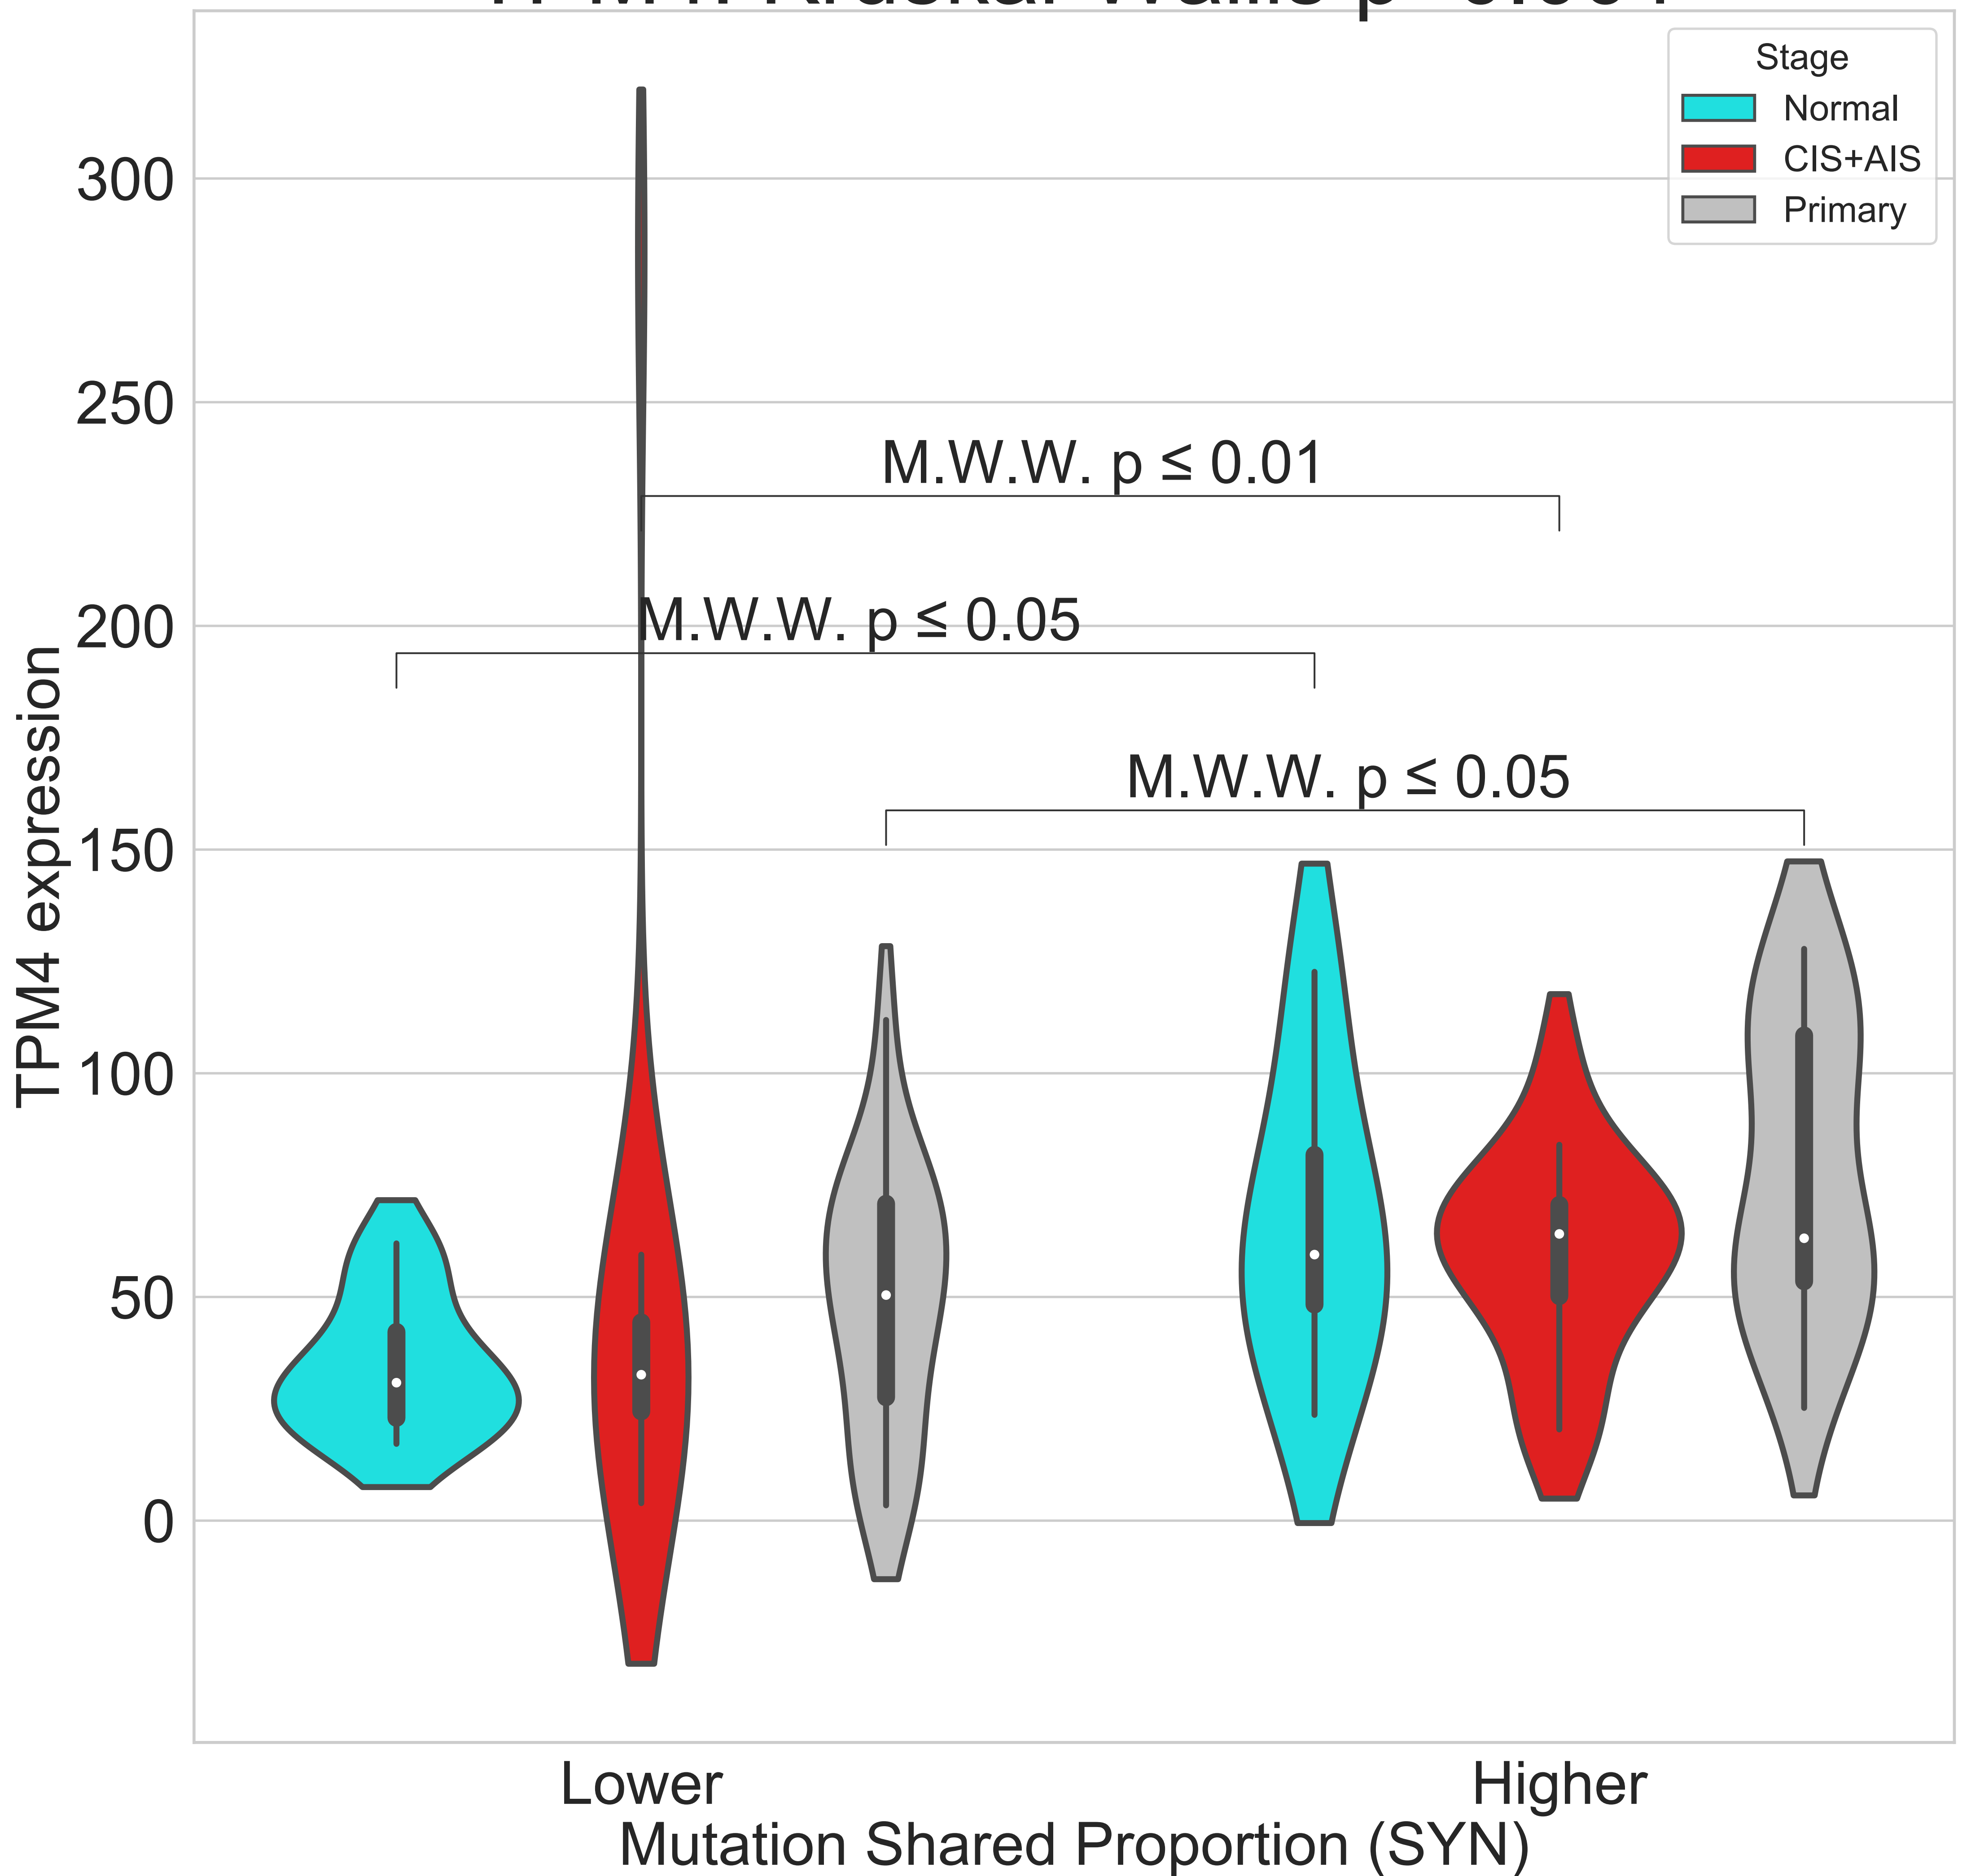 Stage
Normal
CIS+AIS
Primary
300
250
200
150
100
50
0
TPM4 expression
M.W.W. p ≤ 0.01
M.W.W. p ≤ 0.05
M.W.W. p ≤ 0.05
Lower
Higher
Mutation Shared Proportion (SYN)